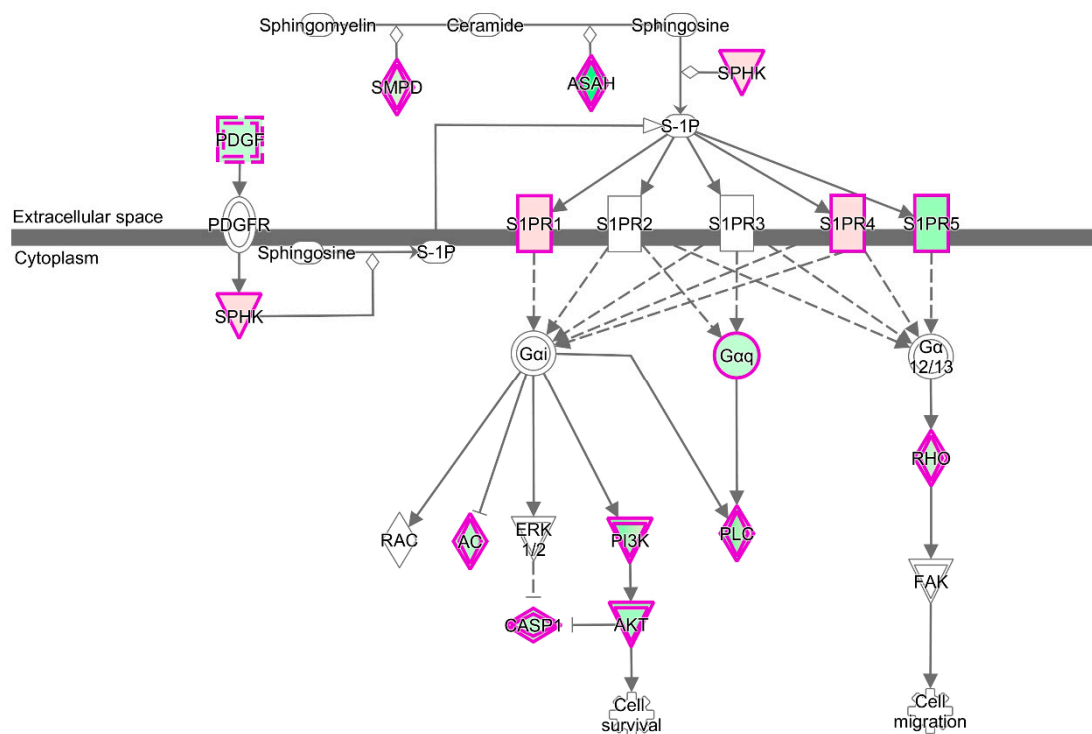 Sphingomyelin
Ceramide
Sphingosine
SMPD
ASAH
SPHK
PDGF
S-1P
Extracellular space
PDGFR
S1PR1
S1PR2
S1PR3
S1PR4
S1PR5
Cytoplasm
Sphingosine
S-1P
SPHK
Gαi
Gαq
Gα
12/13
RHO
RAC
AC
ERK
1/2
PI3K
PLC
FAK
CASP1
AKT
Cell
survival
Cell
migration